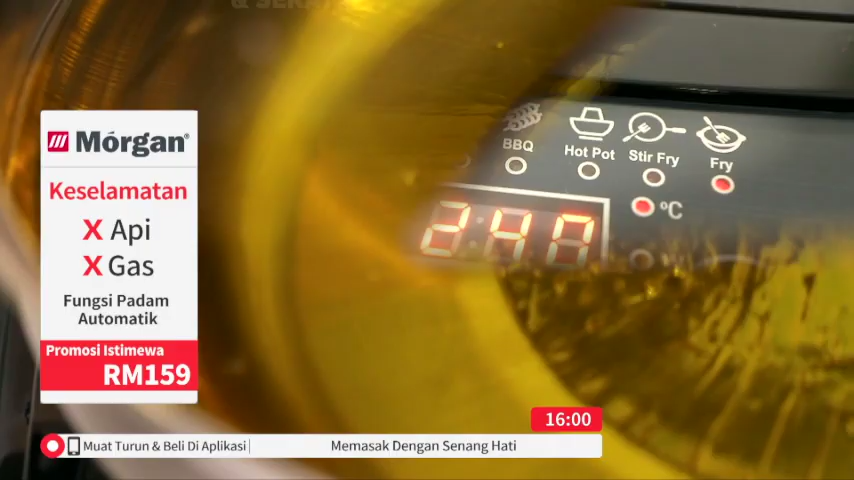 Mórgan®
Keselamatan
X Api
X Gas
Fungsi Padam
Automatik
Promosi Istimewa
RM159
BBQ
Hot Pot
Stir Fry
Fry
240
°C
16:00
Muat Turun & Beli Di Aplikasi
Memasak Dengan Senang Hati